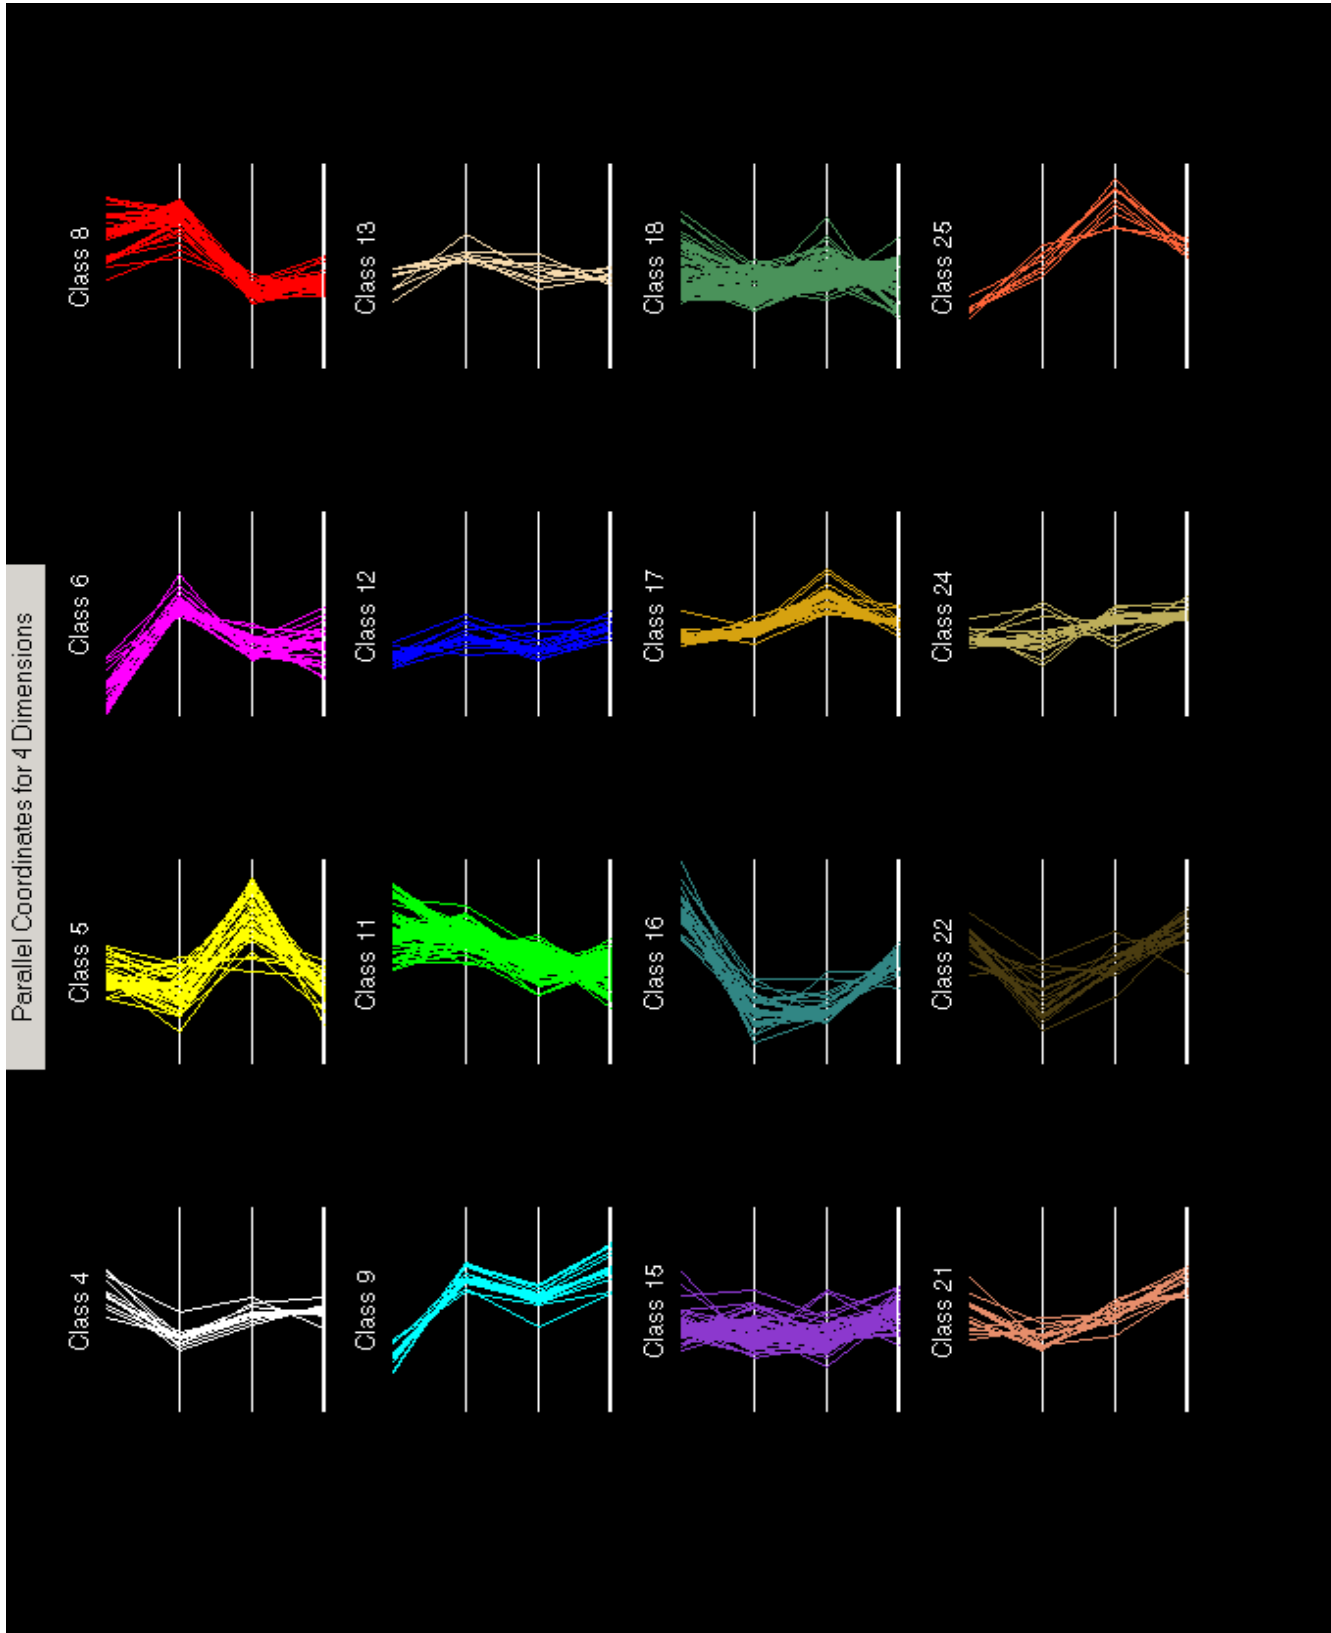 Parallel Coordinates for 4 Dimensions
Class 4
Class 5
Class 6
Class 8
Class 9
Class 11
Class 12
Class 13
Class 15
Class 16
Class 17
Class 18
Class 21
Class 22
Class 24
Class 25